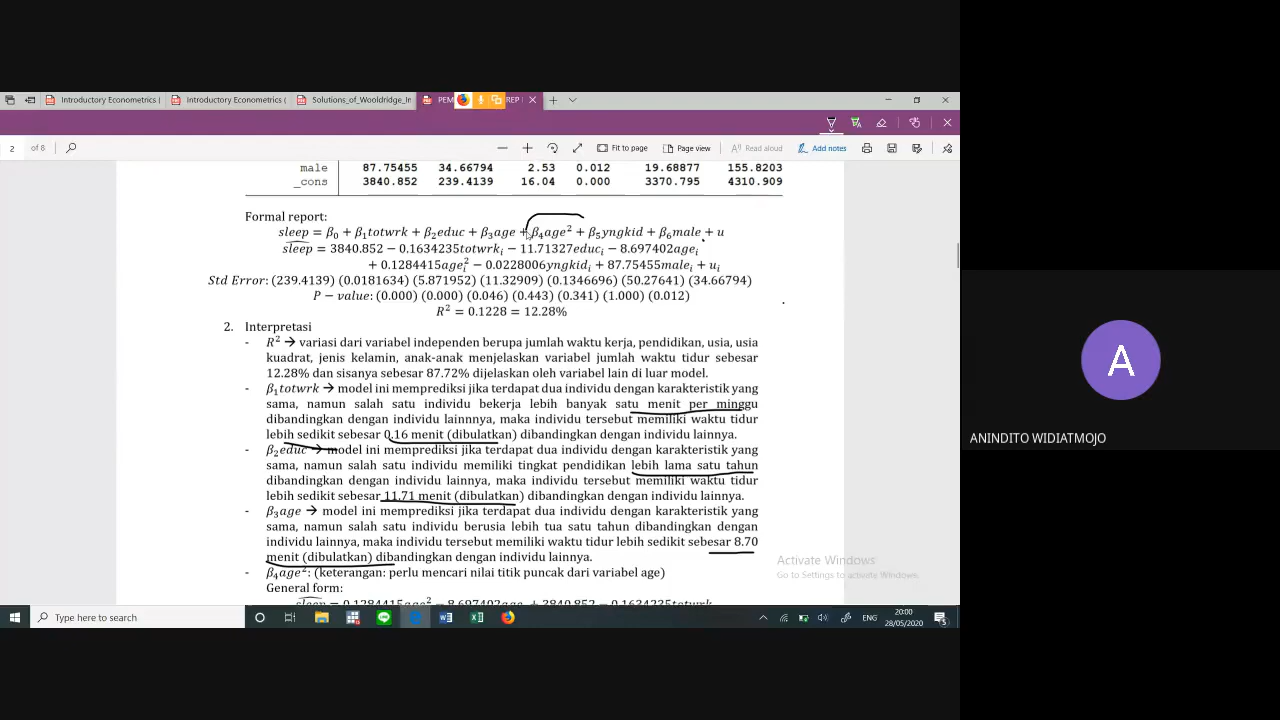 Introductory Econometrics (
Introductory Econometrics (
Solutions_of_Wooldridge_In
PEM
REP
2 of 8
Fit to page
Page view
Read aloud
Add notes
male 87.75455 34.66794 2.53 0.012 19.68877 155.8203
_cons 3840.852 239.4139 16.04 0.000 3370.795 4310.909
Formal report:
sleep = β₀ + β₁totwrk + β₂educ + β₃age + β₄age² + β₅yngkid + β₆male + u
sleep = 3840.852 − 0.1634235totwrkᵢ − 11.71327educᵢ − 8.697402ageᵢ
+ 0.1284415ageᵢ² − 0.0228006yngkidᵢ + 87.75455maleᵢ + uᵢ
Std Error: (239.4139) (0.0181634) (5.871952) (11.32909) (0.1346696) (50.27641) (34.66794)
P − value: (0.000) (0.000) (0.046) (0.443) (0.341) (1.000) (0.012)
R² = 0.1228 = 12.28%
2. Interpretasi
- R² → variasi dari variabel independen berupa jumlah waktu kerja, pendidikan, usia, usia
kuadrat, jenis kelamin, anak-anak menjelaskan variabel jumlah waktu tidur sebesar
12.28% dan sisanya sebesar 87.72% dijelaskan oleh variabel lain di luar model.
- β₁totwrk → model ini memprediksi jika terdapat dua individu dengan karakteristik yang
sama, namun salah satu individu bekerja lebih banyak satu menit per minggu
dibandingkan dengan individu lainnnya, maka individu tersebut memiliki waktu tidur
lebih sedikit sebesar 0.16 menit (dibulatkan) dibandingkan dengan individu lainnya.
- β₂educ → model ini memprediksi jika terdapat dua individu dengan karakteristik yang
sama, namun salah satu individu memiliki tingkat pendidikan lebih lama satu tahun
dibandingkan dengan individu lainnya, maka individu tersebut memiliki waktu tidur
lebih sedikit sebesar 11.71 menit (dibulatkan) dibandingkan dengan individu lainnya.
- β₃age → model ini memprediksi jika terdapat dua individu dengan karakteristik yang
sama, namun salah satu individu berusia lebih tua satu tahun dibandingkan dengan
individu lainnya, maka individu tersebut memiliki waktu tidur lebih sedikit sebesar 8.70
menit (dibulatkan) dibandingkan dengan individu lainnya.
- β₄age²: (keterangan: perlu mencari nilai titik puncak dari variabel age)
General form:
sleep = 0.1284415age² − 8.697402age + 3840.852 − 0.1634235totwrk
Activate Windows
Go to Settings to activate Windows.
Type here to search
ENG
20:00
28/05/2020
5
A
ANINDITO WIDIATMOJO